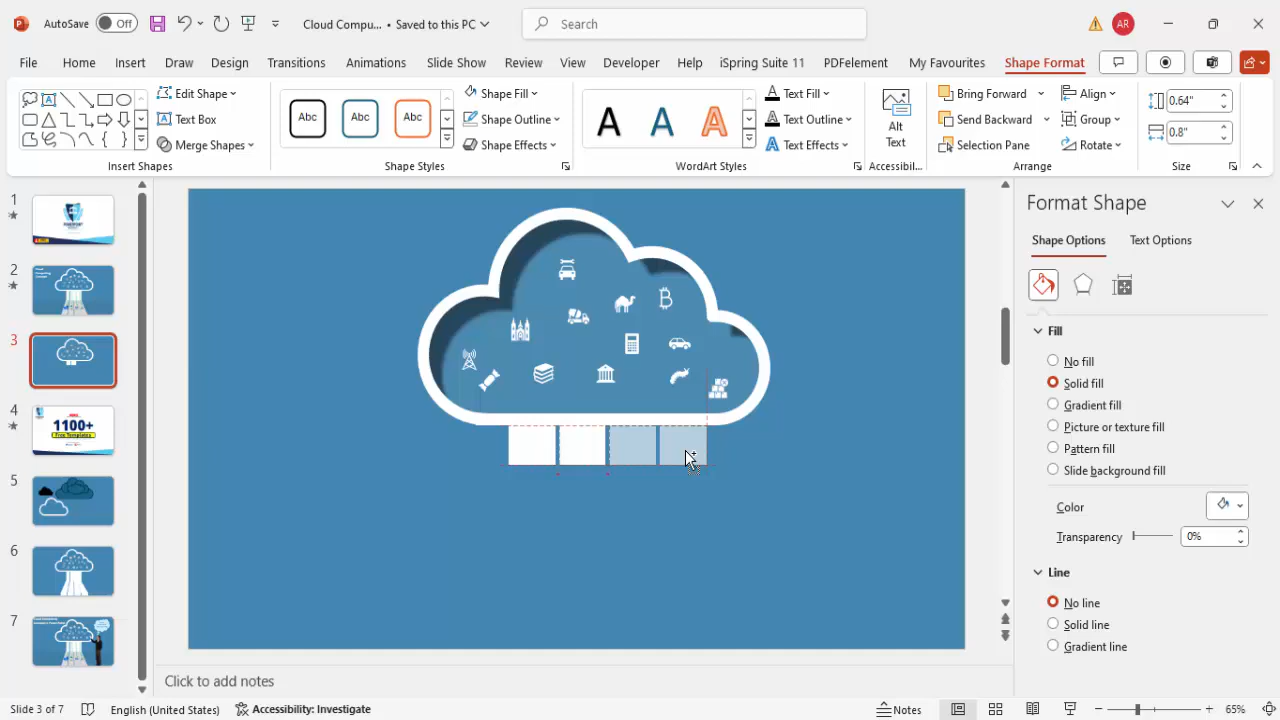 AutoSave Off Cloud Compu... • Saved to this PC Search AR
File Home Insert Draw Design Transitions Animations Slide Show Review View Developer Help iSpring Suite 11 PDFelement My Favourites Shape Format
Edit Shape
Text Box
Merge Shapes
Insert Shapes
Abc Abc Abc
Shape Fill
Shape Outline
Shape Effects
Shape Styles
A A A
Text Fill
Text Outline
Text Effects
WordArt Styles
Alt
Text
Accessibil...
Bring Forward
Send Backward
Selection Pane
Align
Group
Rotate
Arrange
0.64"
0.8"
Size
1
2
3
4
1100+
5
6
7
Format Shape
Shape Options Text Options
Fill
No fill
Solid fill
Gradient fill
Picture or texture fill
Pattern fill
Slide background fill
Color
Transparency 0%
Line
No line
Solid line
Gradient line
Click to add notes
Slide 3 of 7 English (United States) Accessibility: Investigate Notes 65%